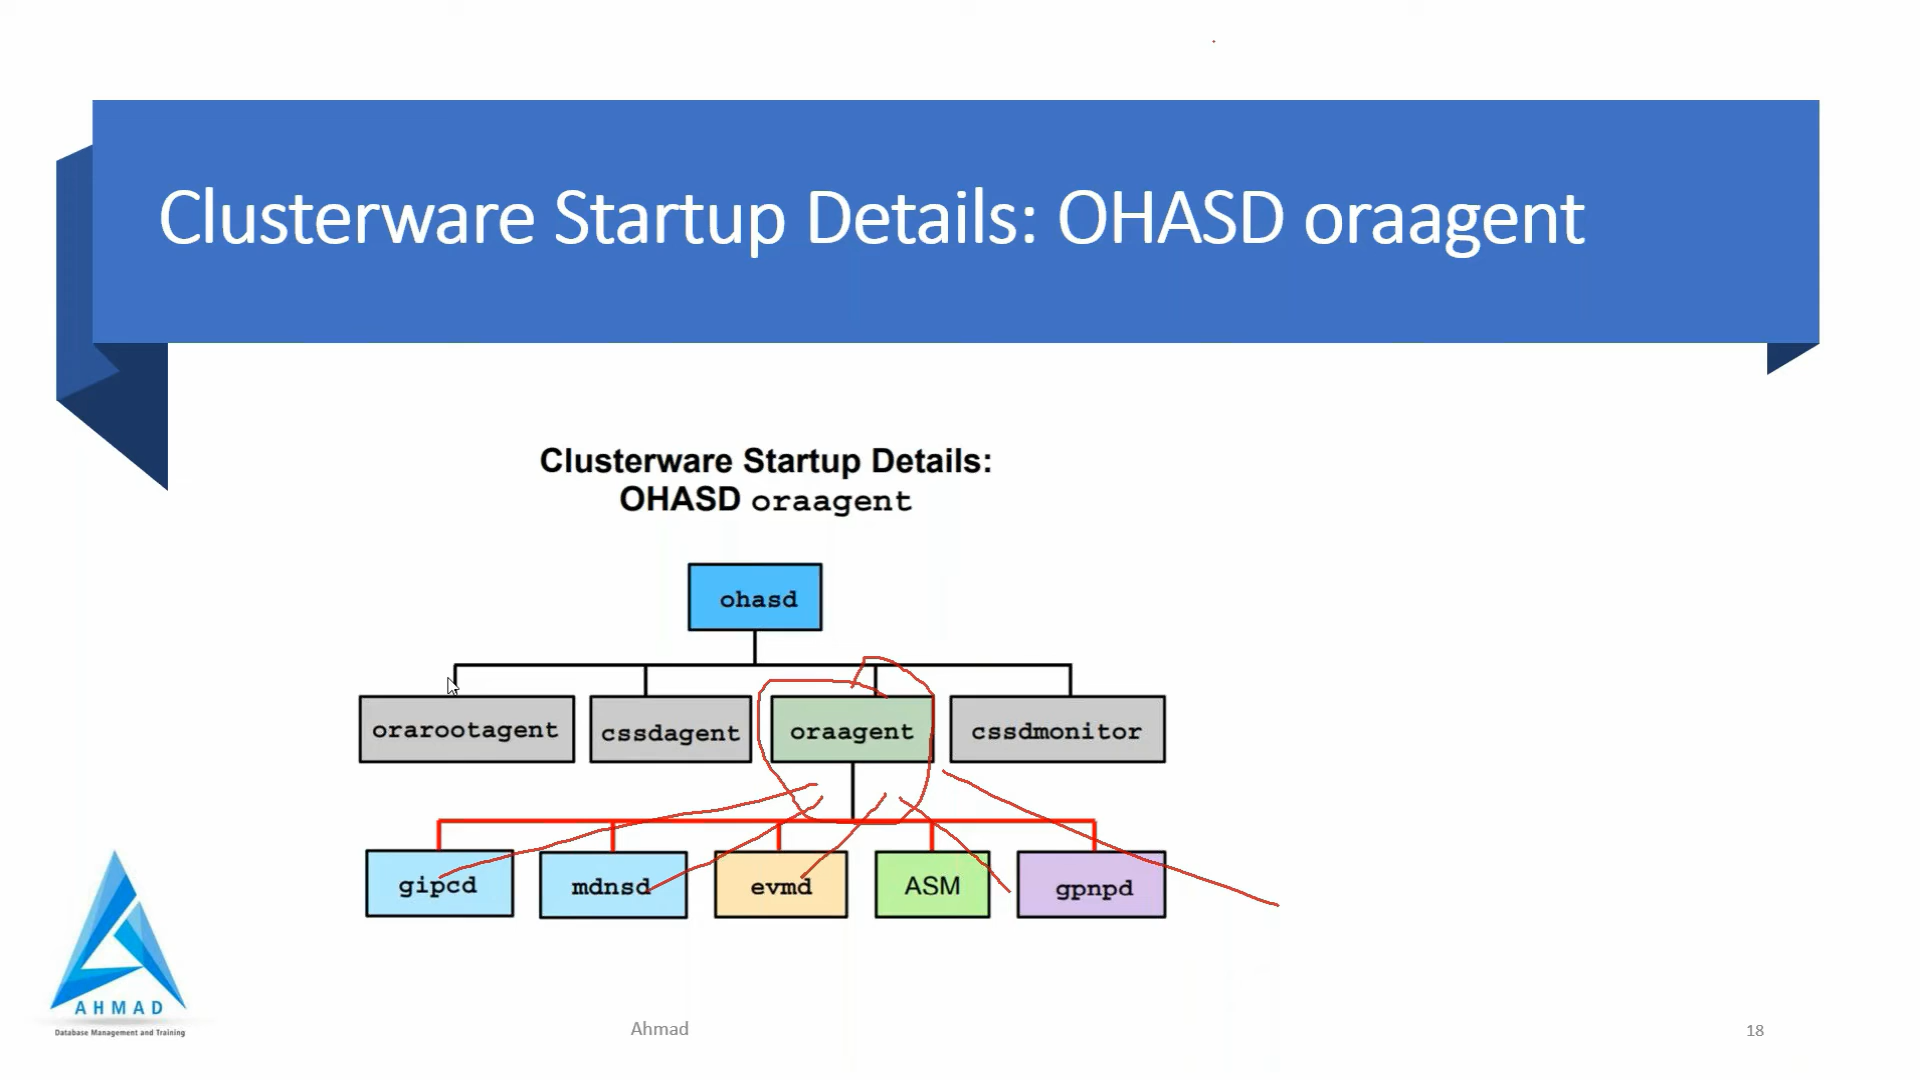 Clusterware Startup Details: OHASD oraagent
Clusterware Startup Details:
OHASD oraagent
ohasd
orarootagent
cssdagent
oraagent
cssdmonitor
gipcd
mdnsd
evmd
ASM
gpnpd
AHMAD
Database Management and Training
Ahmad
18